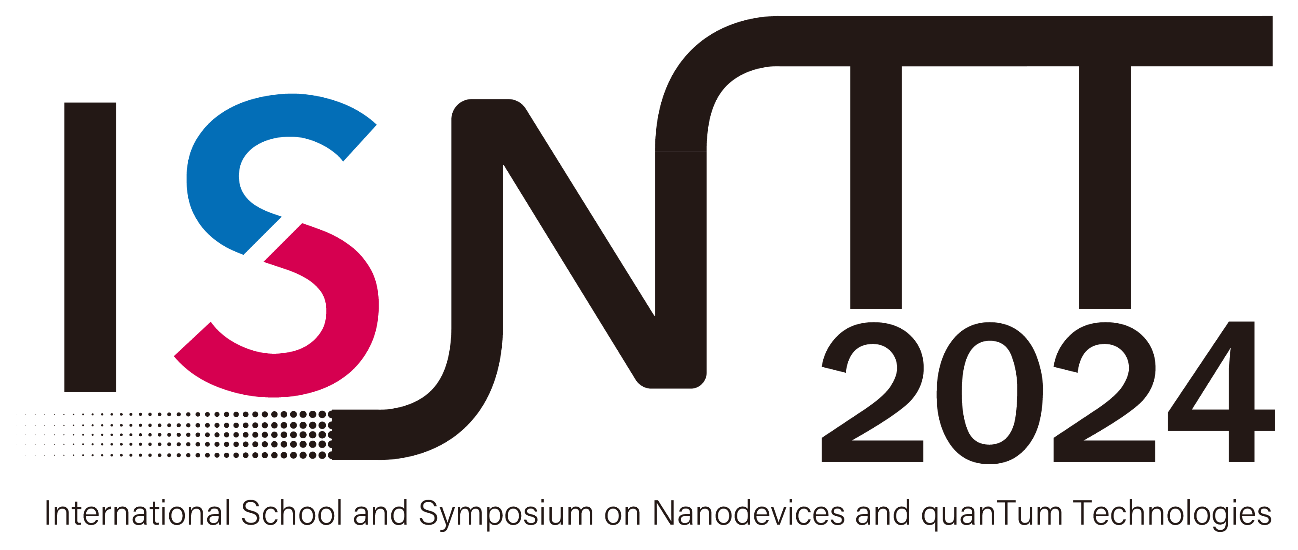 ISNTT
2024
International School and Symposium on Nanodevices and quanTum Technologies